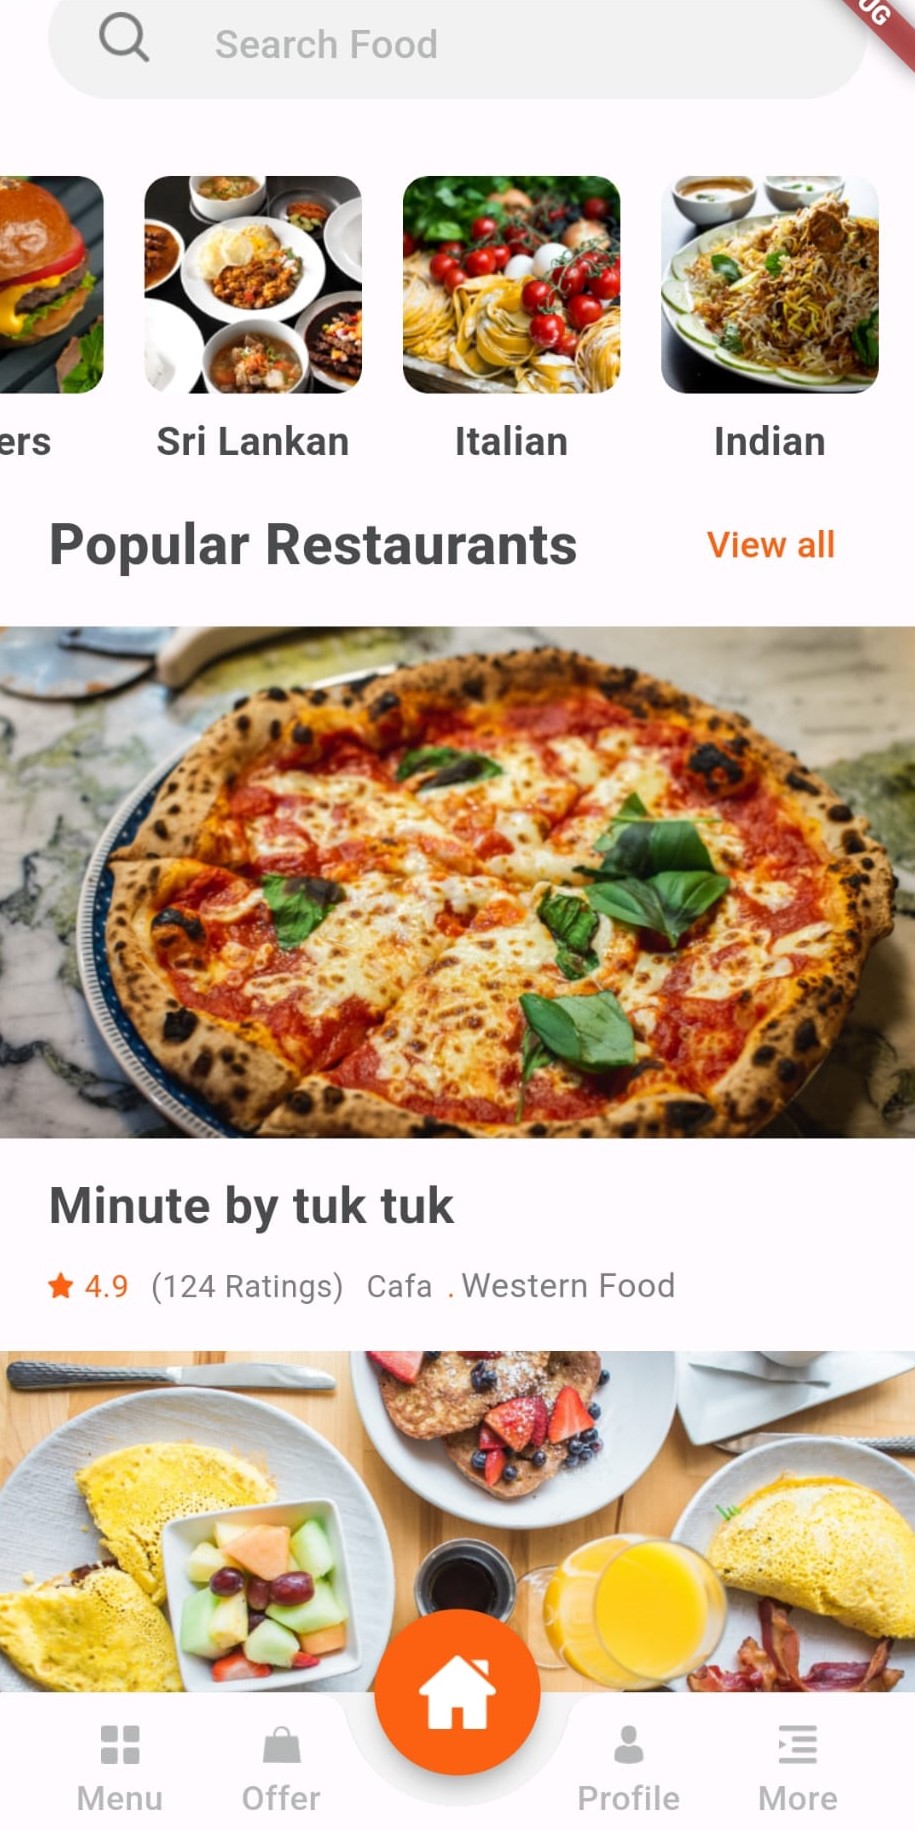 UG
Search Food
ers
Sri Lankan
Italian
Indian
Popular Restaurants
View all
Minute by tuk tuk
4.9 (124 Ratings) Cafa . Western Food
Menu
Offer
Profile
More